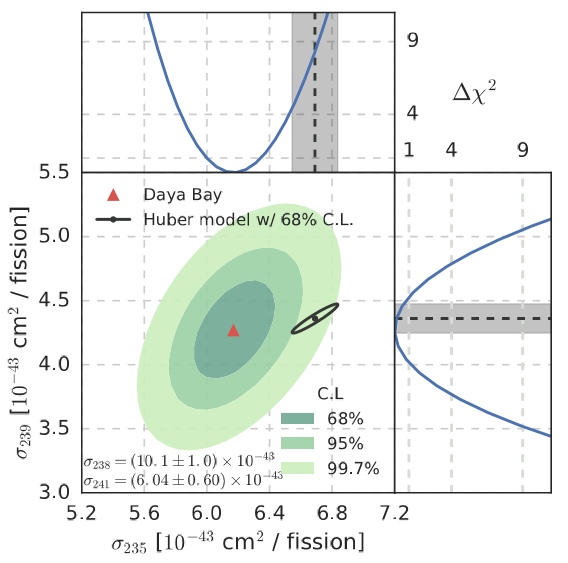 9
4
Δχ²
1 4 9
5.5
5.0
4.5
4.0
3.5
3.0
σ₂₃₉ [10⁻⁴³ cm² / fission]
Daya Bay
Huber model w/ 68% C.L.
C.L
68%
95%
99.7%
σ₂₃₈ = (10.1 ± 1.0) × 10⁻⁴³
σ₂₄₁ = (6.04 ± 0.60) × 10⁻⁴³
5.2 5.6 6.0 6.4 6.8 7.2
σ₂₃₅ [10⁻⁴³ cm² / fission]